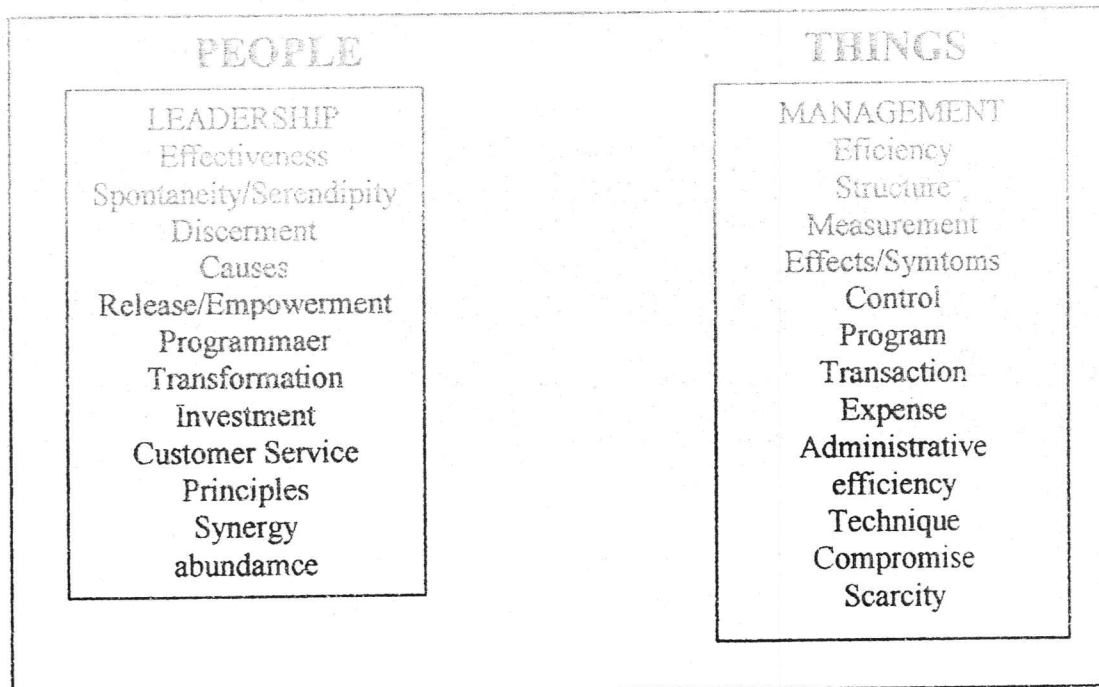 PEOPLE
LEADERSHIP
Effectiveness
Spontaneity/Serendipity
Discerment
Causes
Release/Empowerment
Programmaer
Transformation
Investment
Customer Service
Principles
Synergy
abundamce
THINGS
MANAGEMENT
Eficiency
Structure
Measurement
Effects/Symtoms
Control
Program
Transaction
Expense
Administrative
efficiency
Technique
Compromise
Scarcity